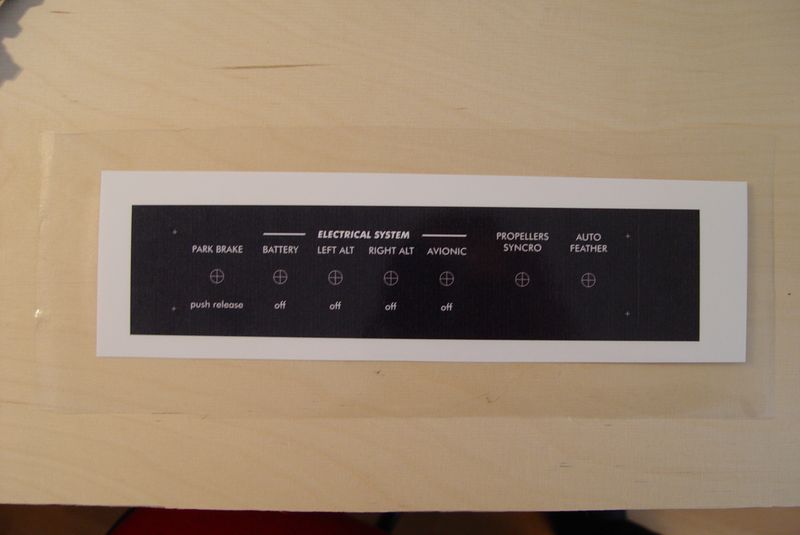 ELECTRICAL SYSTEM
PARK BRAKE BATTERY LEFT ALT RIGHT ALT AVIONIC PROPELLERS SYNCRO AUTO FEATHER
push release off off off off